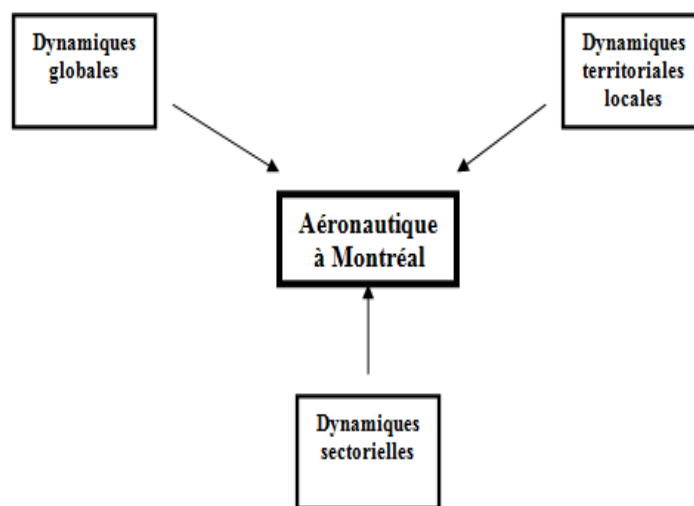 Dynamiques
globales
Dynamiques
territoriales
locales
Aéronautique
à Montréal
Dynamiques
sectorielles